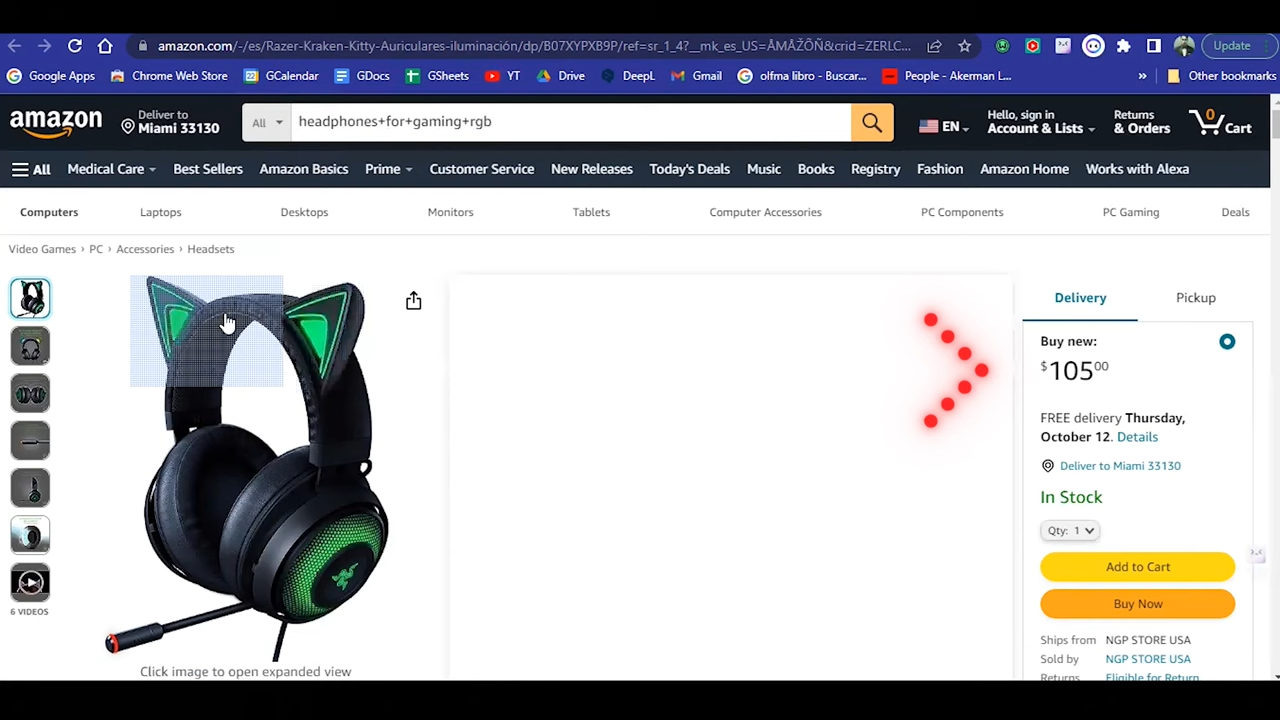 amazon.com/-/es/Razer-Kraken-Kitty-Auriculares-iluminación/dp/B07XYPXB9P/ref=sr_1_4?__mk_es_US=ÅMÅŽÕÑ&crid=ZERLC...
Update
Google Apps
Chrome Web Store
GCalendar
GDocs
GSheets
YT
Drive
DeepL
Gmail
olfma libro - Buscar...
People - Akerman L...
»
Other bookmarks
amazon
Deliver to
Miami 33130
All
headphones+for+gaming+rgb
EN
Hello, sign in
Account & Lists
Returns
& Orders
0
Cart
All
Medical Care
Best Sellers
Amazon Basics
Prime
Customer Service
New Releases
Today's Deals
Music
Books
Registry
Fashion
Amazon Home
Works with Alexa
Computers
Laptops
Desktops
Monitors
Tablets
Computer Accessories
PC Components
PC Gaming
Deals
Video Games › PC › Accessories › Headsets
6 VIDEOS
Click image to open expanded view
Delivery
Pickup
Buy new:
$105 00
FREE delivery Thursday,
October 12. Details
Deliver to Miami 33130
In Stock
Qty: 1
Add to Cart
Buy Now
Ships from NGP STORE USA
Sold by NGP STORE USA
Returns Eligible for Return,